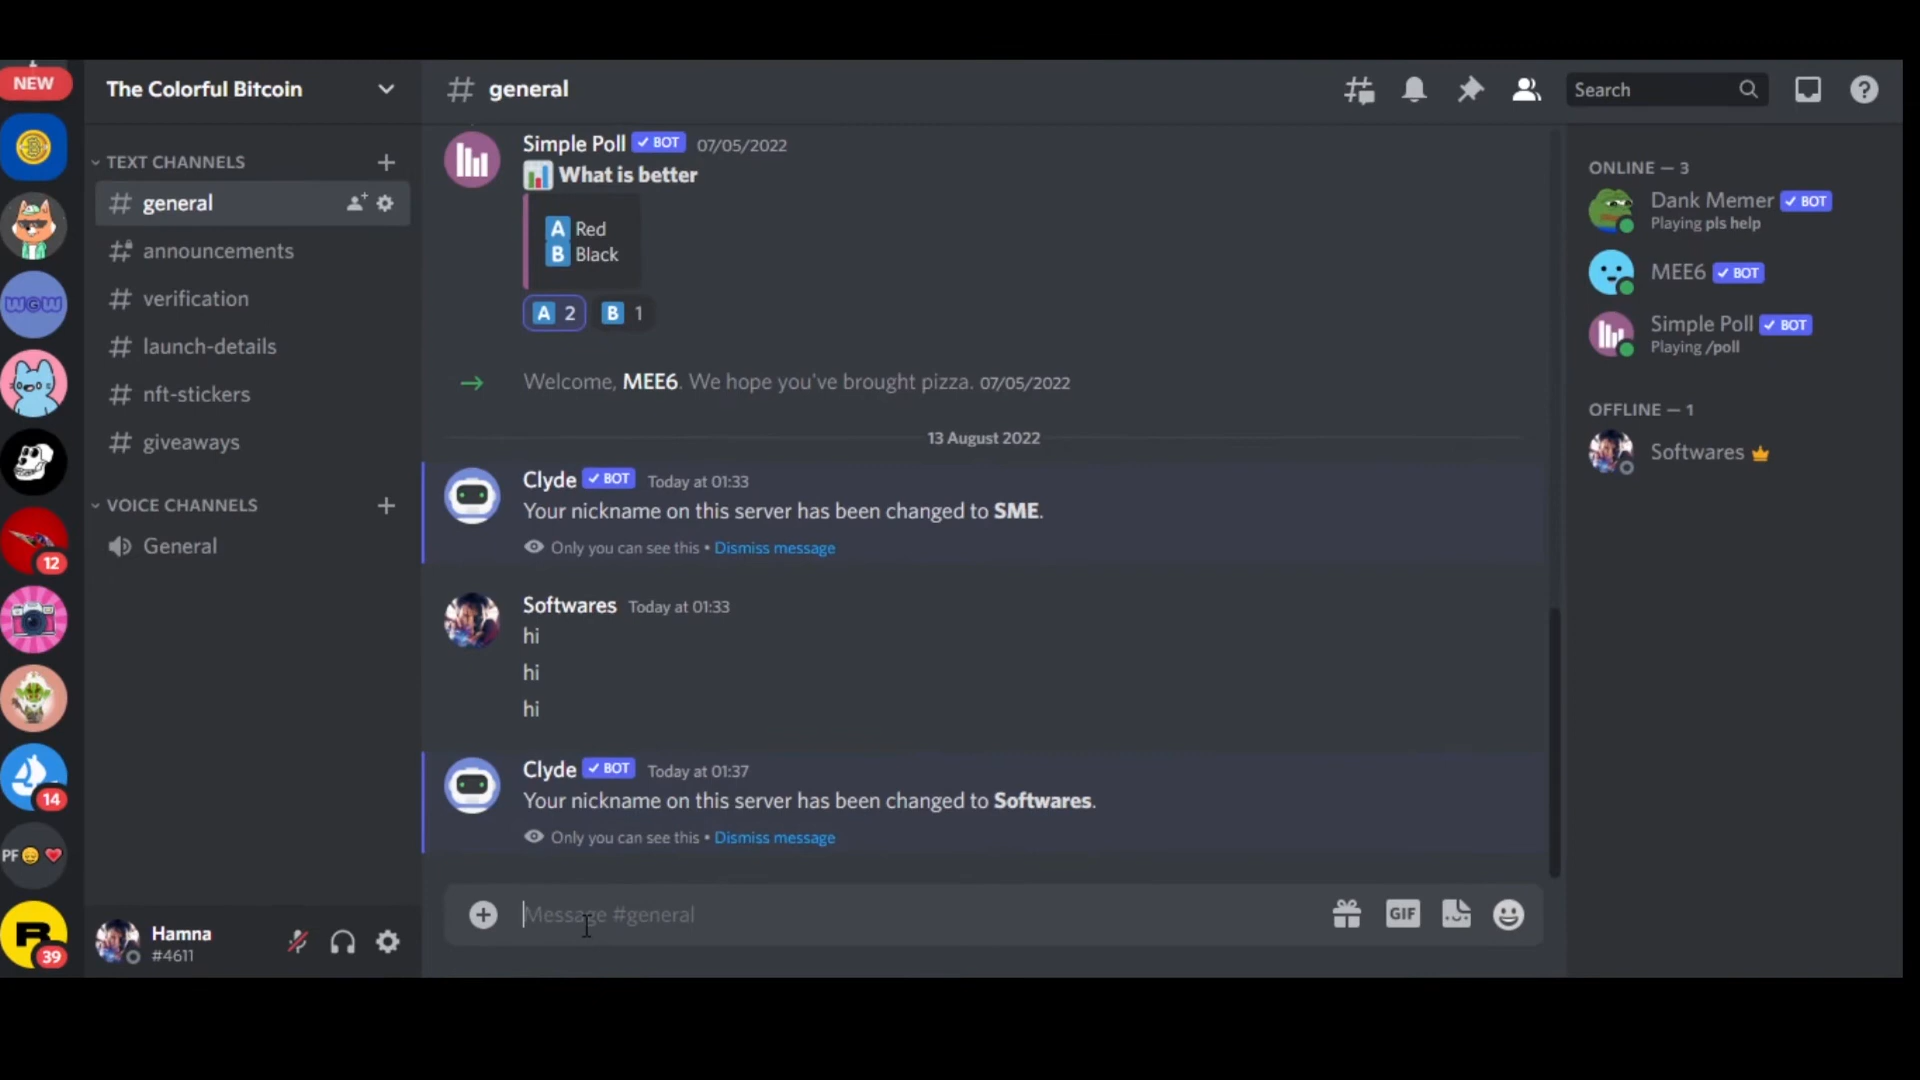 NEW
The Colorful Bitcoin
general
Search
TEXT CHANNELS
general
announcements
verification
launch-details
nft-stickers
giveaways
VOICE CHANNELS
General
WGW
12
14
PF
39
Hamna
#4611
Simple Poll BOT 07/05/2022
What is better
A Red
B Black
A 2 B 1
Welcome, MEE6. We hope you've brought pizza. 07/05/2022
13 August 2022
Clyde BOT Today at 01:33
Your nickname on this server has been changed to SME.
Only you can see this • Dismiss message
Softwares Today at 01:33
hi
hi
hi
Clyde BOT Today at 01:37
Your nickname on this server has been changed to Softwares.
Only you can see this • Dismiss message
Message #general
GIF
ONLINE — 3
Dank Memer BOT
Playing pls help
MEE6 BOT
Simple Poll BOT
Playing /poll
OFFLINE — 1
Softwares